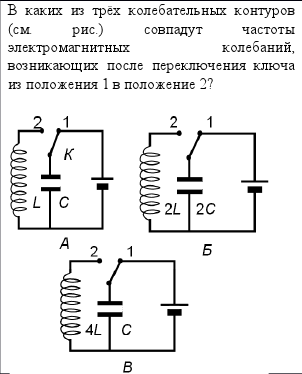 В каких из трёх колебательных контуров
(см. рис.) совпадут частоты
электромагнитных колебаний,
возникающих после переключения ключа
из положения 1 в положение 2?
2 1 2 1
К
L C 2L 2C
А Б
2 1
4L C
В